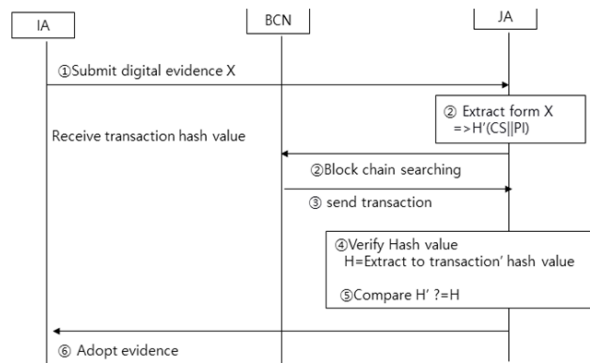 IA
BCN
JA
①Submit digital evidence X
② Extract form X
=>H'(CS||PI)
Receive transaction hash value
②Block chain searching
③ send transaction
④Verify Hash value
H=Extract to transaction' hash value
⑤Compare H' ?=H
⑥ Adopt evidence